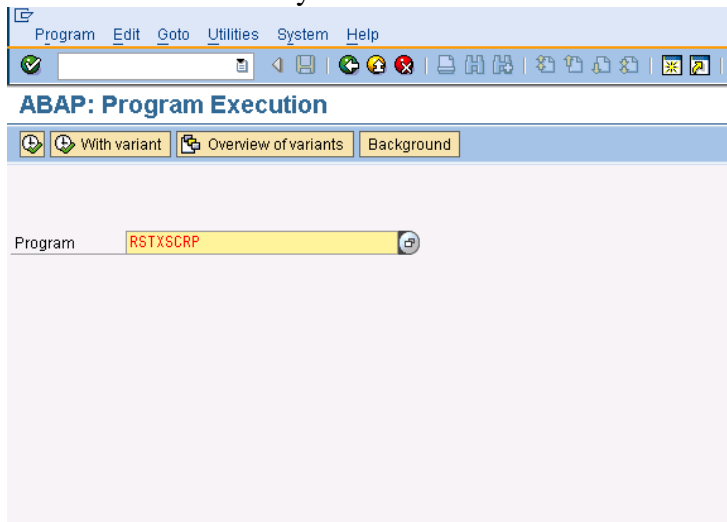 Program Edit Goto Utilities System Help
ABAP: Program Execution
With variant Overview of variants Background
Program RSTXSCRP